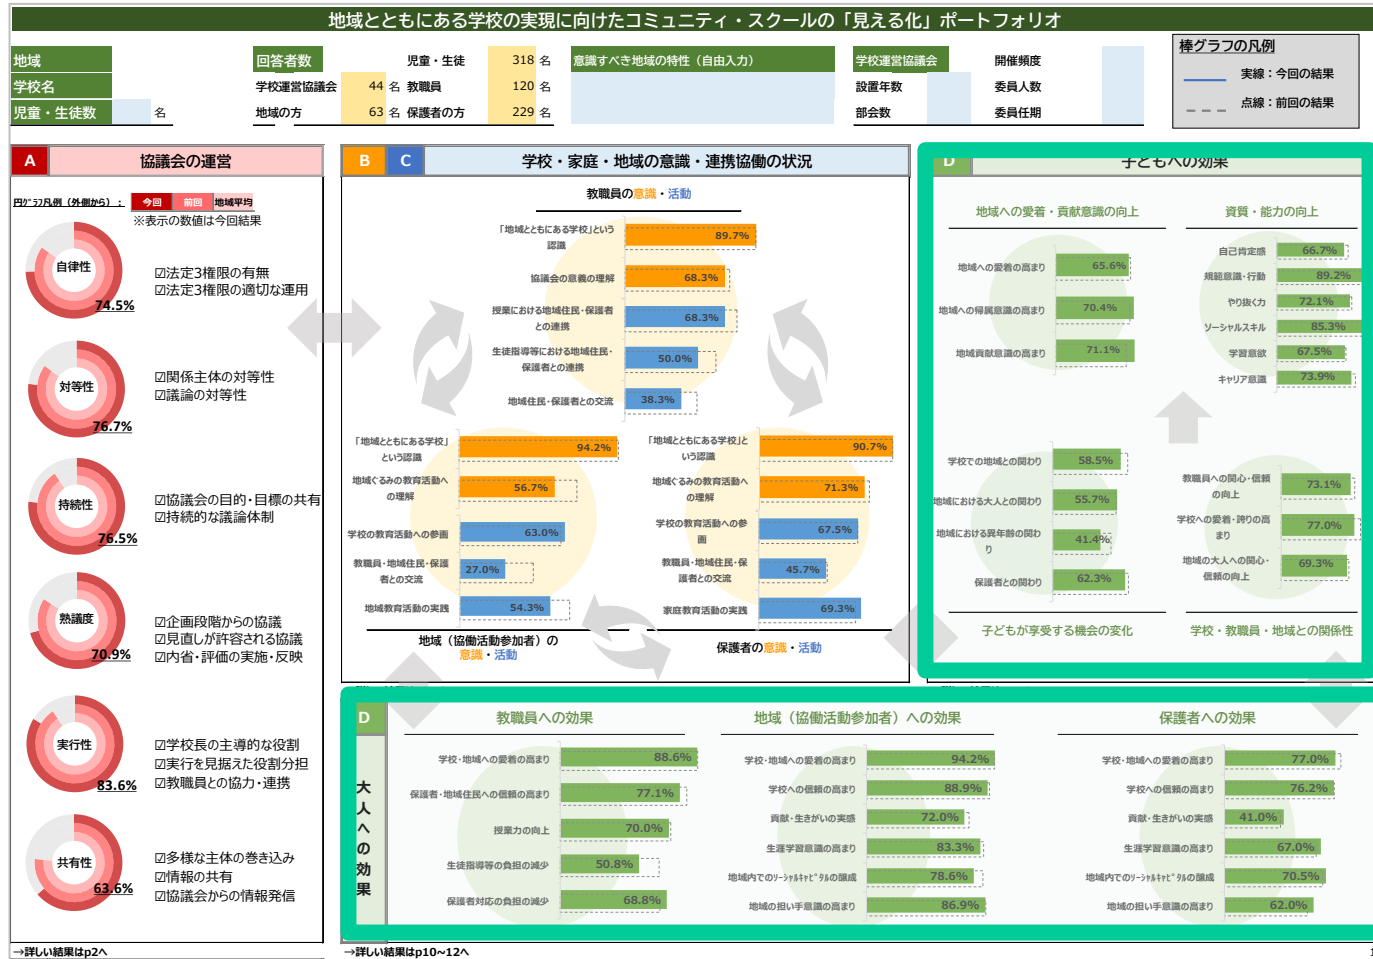 地域とともにある学校の実現に向けたコミュニティ・スクールの「見える化」ポートフォリオ
地域
学校名
児童・生徒数 名
回答者数 児童・生徒 318 名
学校運営協議会 44 名 教職員 120 名
地域の方 63 名 保護者の方 229 名
意識すべき地域の特性（自由入力）
学校運営協議会 開催頻度
設置年数 委員人数
部会数 委員任期
棒グラフの凡例
実線：今回の結果
点線：前回の結果
A 協議会の運営
円ｸﾞﾗﾌ凡例（外側から）： 今回 前回 地域平均
※表示の数値は今回結果
自律性
74.5%
☑法定3権限の有無
☑法定3権限の適切な運用
対等性
76.7%
☑関係主体の対等性
☑議論の対等性
持続性
76.5%
☑協議会の目的・目標の共有
☑持続的な議論体制
熟議度
70.9%
☑企画段階からの協議
☑見直しが許容される協議
☑内省・評価の実施・反映
実行性
83.6%
☑学校長の主導的な役割
☑実行を見据えた役割分担
☑教職員との協力・連携
共有性
63.6%
☑多様な主体の巻き込み
☑情報の共有
☑協議会からの情報発信
→詳しい結果はp2へ
B C 学校・家庭・地域の意識・連携協働の状況
教職員の意識・活動
「地域とともにある学校」という
認識
89.7%
協議会の意義の理解 68.3%
授業における地域住民・保護者
との連携
68.3%
生徒指導等における地域住民・
保護者との連携
50.0%
地域住民・保護者との交流 38.3%
「地域とともにある学校」
という認識
94.2%
地域ぐるみの教育活動へ
の理解
56.7%
学校の教育活動への参画 63.0%
教職員・地域住民・保護
者との交流
27.0%
地域教育活動の実践 54.3%
地域（協働活動参加者）の
意識・活動
「地域とともにある学校」と
いう認識
90.7%
地域ぐるみの教育活動へ
の理解
71.3%
学校の教育活動への参
画
67.5%
教職員・地域住民・保
護者との交流
45.7%
家庭教育活動の実践 69.3%
保護者の意識・活動
D 子どもへの効果
地域への愛着・貢献意識の向上
地域への愛着の高まり 65.6%
地域への帰属意識の高まり 70.4%
地域貢献意識の高まり 71.1%
資質・能力の向上
自己肯定感 66.7%
規範意識・行動 89.2%
やり抜く力 72.1%
ソーシャルスキル 85.3%
学習意欲 67.5%
キャリア意識 73.9%
学校での地域との関わり 58.5%
地域における大人との関わり 55.7%
地域における異年齢の関わ
り
41.4%
保護者との関わり 62.3%
子どもが享受する機会の変化
教職員への関心・信頼
の向上
73.1%
学校への愛着・誇りの高
まり
77.0%
地域の大人への関心・
信頼の向上
69.3%
学校・教職員・地域との関係性
D
大人への効果
教職員への効果
学校・地域への愛着の高まり 88.6%
保護者・地域住民への信頼の高まり 77.1%
授業力の向上 70.0%
生徒指導等の負担の減少 50.8%
保護者対応の負担の減少 68.8%
地域（協働活動参加者）への効果
学校・地域への愛着の高まり 94.2%
学校への信頼の高まり 88.9%
貢献・生きがいの実感 72.0%
生涯学習意識の高まり 83.3%
地域内でのｿｰｼｬﾙｷｬﾋﾟﾀﾙの醸成 78.6%
地域の担い手意識の高まり 86.9%
保護者への効果
学校・地域への愛着の高まり 77.0%
学校への信頼の高まり 76.2%
貢献・生きがいの実感 41.0%
生涯学習意識の高まり 67.0%
地域内でのｿｰｼｬﾙｷｬﾋﾟﾀﾙの醸成 70.5%
地域の担い手意識の高まり 62.0%
→詳しい結果はp10~12へ
1